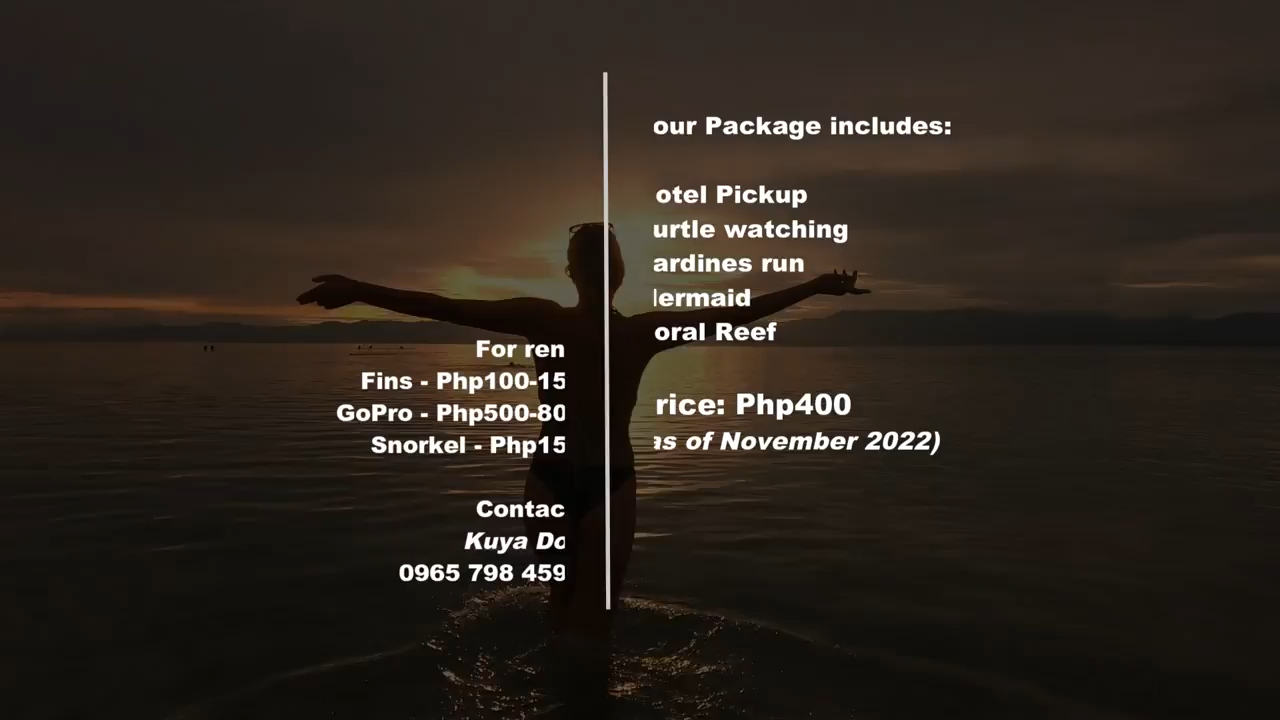 For ren
Fins - Php100-15
GoPro - Php500-80
Snorkel - Php15
Contac
Kuya Do
0965 798 459
our Package includes:
otel Pickup
urtle watching
ardines run
ermaid
oral Reef
rice: Php400
as of November 2022)